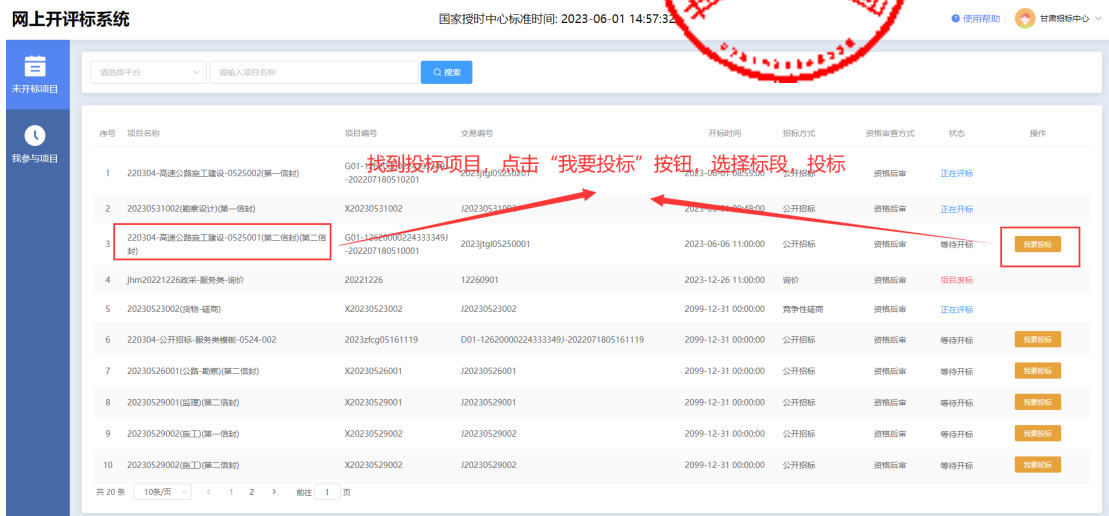 网上开评标系统
国家授时中心标准时间: 2023-06-01 14:57:32
使用帮助
甘肃招标中心
未开标项目
我参与项目
请选择平台
请输入项目名称
搜索
序号 项目名称 项目编号 交易编号 开标时间 招标方式 资格审查方式 状态 操作
找到投标项目，点击“我要投标”按钮，选择标段，投标
1 220304-高速公路施工建设-0525002(第一信封) -202207180510201 2023jtgl05250201 2023-06-01 08:55:00 公开招标 资格后审 正在评标
2 20230531002(勘察设计)(第一信封) X20230531002 J20230531002 公开招标 资格后审 正在开标
3 220304-高速公路施工建设-0525001(第二信封)(第二信 G01-12620000224333349J 2023jtgl05250001 2023-06-06 11:00:00 公开招标 资格后审 等待开标 我要投标
封) -202207180510001
4 jhm20221226政采-服务类-询价 20221226 12260901 2023-12-26 11:00:00 询价 资格后审 项目废标
5 20230523002(货物-磋商) X20230523002 J20230523002 2099-12-31 00:00:00 竞争性磋商 资格后审 正在评标
6 220304-公开招标-服务类模板-0524-002 2023zfcg05161119 D01-12620000224333349J-2022071805161119 2099-12-31 00:00:00 公开招标 资格后审 等待开标 我要投标
7 20230526001(公路-勘察)(第二信封) X20230526001 J20230526001 2099-12-31 00:00:00 公开招标 资格后审 等待开标 我要投标
8 20230529001(监理)(第二信封) X20230529001 J20230529001 2099-12-31 00:00:00 公开招标 资格后审 等待开标 我要投标
9 20230529002(施工)(第一信封) X20230529002 J20230529002 2099-12-31 00:00:00 公开招标 资格后审 等待开标 我要投标
10 20230529002(施工)(第二信封) X20230529002 J20230529002 2099-12-31 00:00:00 公开招标 资格后审 等待开标 我要投标
共 20 条 10条/页 < 1 2 > 前往 1 页